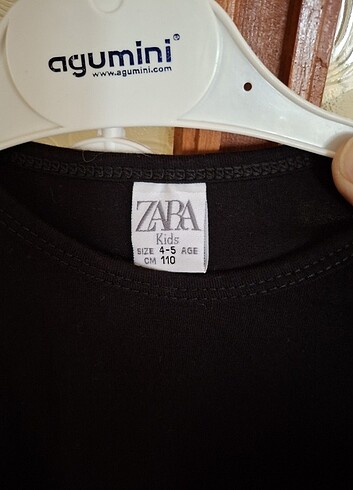 agumini®
www.agumini.com
ZARA
Kids
SIZE 4-5 AGE
CM 110